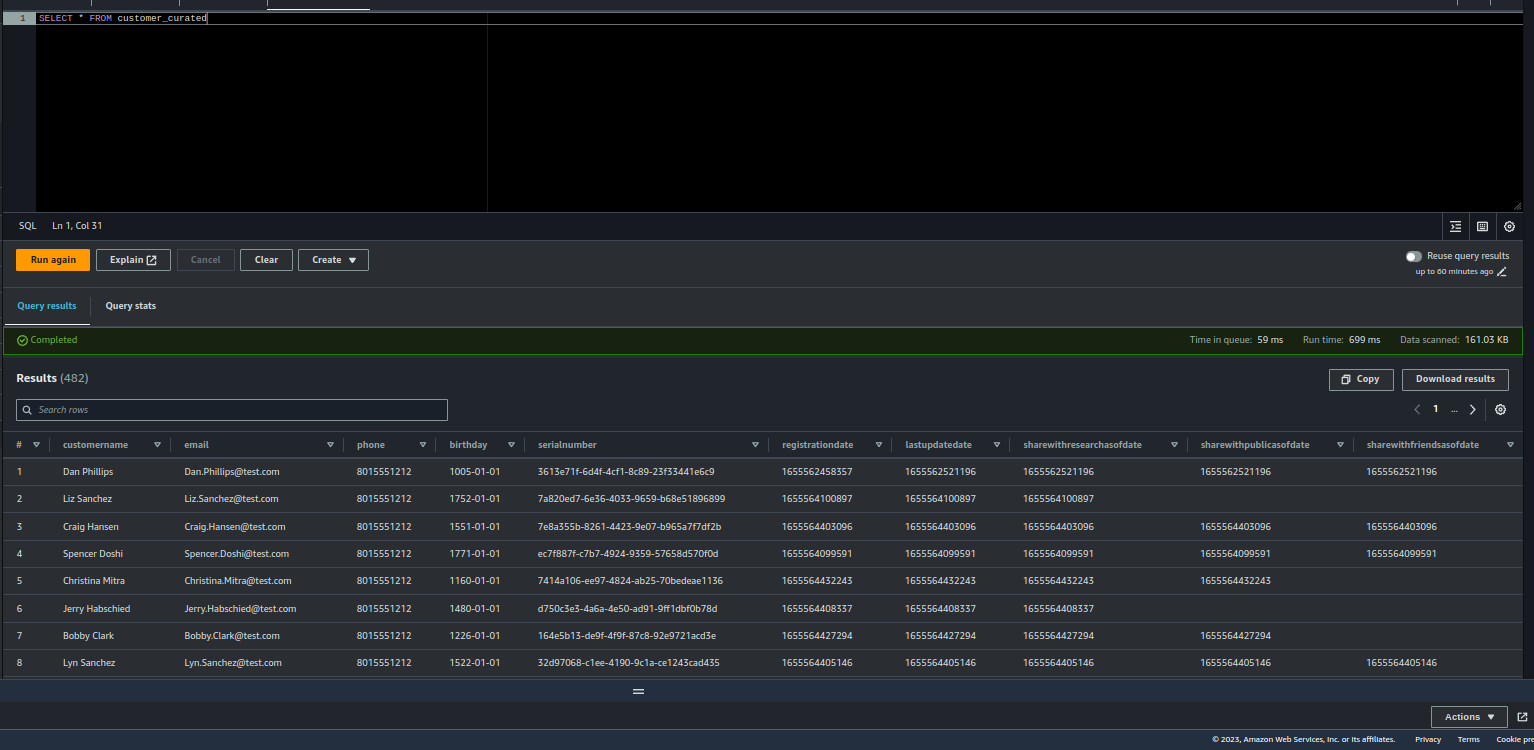 1 SELECT * FROM customer_curated
SQL Ln 1, Col 31
Run again Explain Cancel Clear Create Reuse query results
up to 60 minutes ago
Query results Query stats
Completed Time in queue: 59 ms Run time: 699 ms Data scanned: 161.03 KB
Results (482) Copy Download results
Search rows 1 ...
# customername email phone birthday serialnumber registrationdate lastupdatedate sharewithresearchasofdate sharewithpublicasofdate sharewithfriendsasofdate
1 Dan Phillips Dan.Phillips@test.com 8015551212 1005-01-01 3613e71f-6d4f-4cf1-8c89-23f33441e6c9 1655562458357 1655562521196 1655562521196 1655562521196 1655562521196
2 Liz Sanchez Liz.Sanchez@test.com 8015551212 1752-01-01 7a820ed7-6e36-4033-9659-b68e51896899 1655564100897 1655564100897 1655564100897
3 Craig Hansen Craig.Hansen@test.com 8015551212 1551-01-01 7e8a355b-8261-4423-9e07-b965a7f7df2b 1655564403096 1655564403096 1655564403096 1655564403096 1655564403096
4 Spencer Doshi Spencer.Doshi@test.com 8015551212 1771-01-01 ec7f887f-c7b7-4924-9359-57658d570f0d 1655564099591 1655564099591 1655564099591 1655564099591 1655564099591
5 Christina Mitra Christina.Mitra@test.com 8015551212 1160-01-01 7414a106-ee97-4824-ab25-70bedeae1136 1655564432243 1655564432243 1655564432243 1655564432243
6 Jerry Habschied Jerry.Habschied@test.com 8015551212 1480-01-01 d750c3e3-4a6a-4e50-ad91-9ff1dbf0b78d 1655564408337 1655564408337 1655564408337
7 Bobby Clark Bobby.Clark@test.com 8015551212 1226-01-01 164e5b13-de9f-4f9f-87c8-92e9721acd3e 1655564427294 1655564427294 1655564427294 1655564427294
8 Lyn Sanchez Lyn.Sanchez@test.com 8015551212 1522-01-01 32d97068-c1ee-4190-9c1a-ce1243cad435 1655564405146 1655564405146 1655564405146 1655564405146 1655564405146
Actions
© 2023, Amazon Web Services, Inc. or its affiliates. Privacy Terms Cookie pre